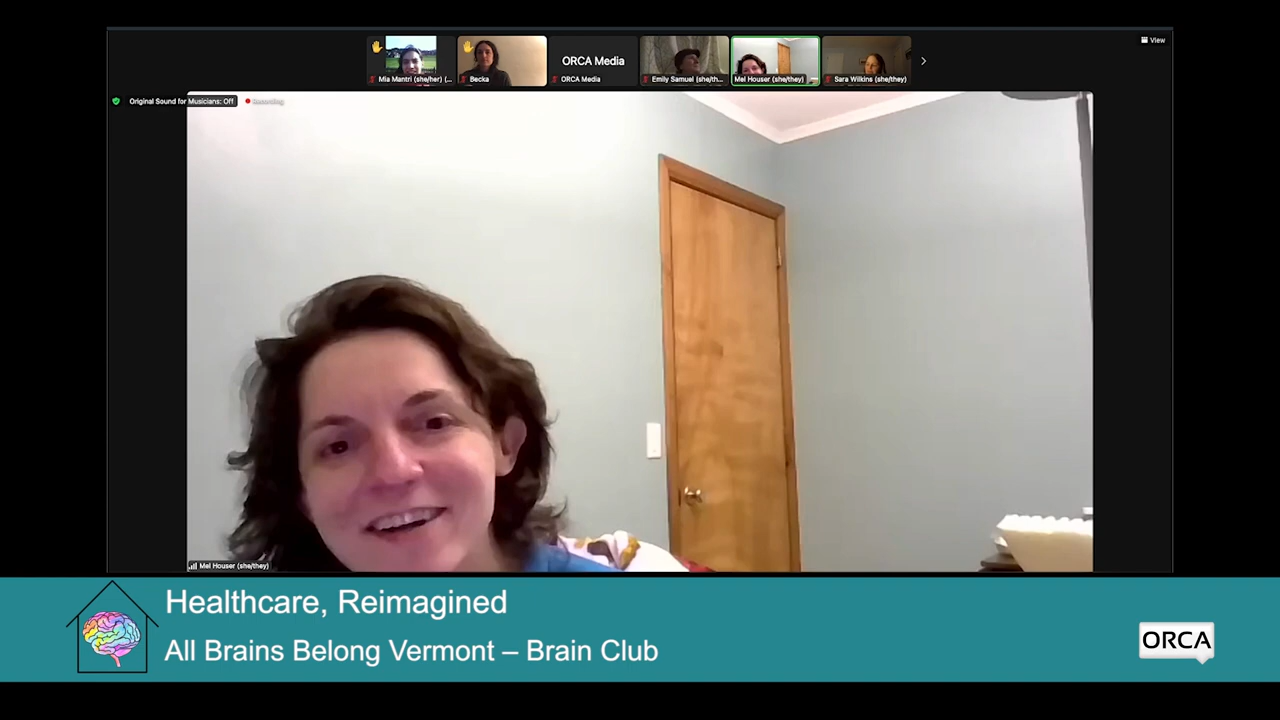 View
ORCA Media
Mia Mantri (she/her) (...
Becka
ORCA Media
Emily Samuel (she/th...
Mel Houser (she/they)
Sara Wilkins (she/they)
Original Sound for Musicians: Off
Recording
Mel Houser (she/they)
Healthcare, Reimagined
All Brains Belong Vermont – Brain Club
ORCA